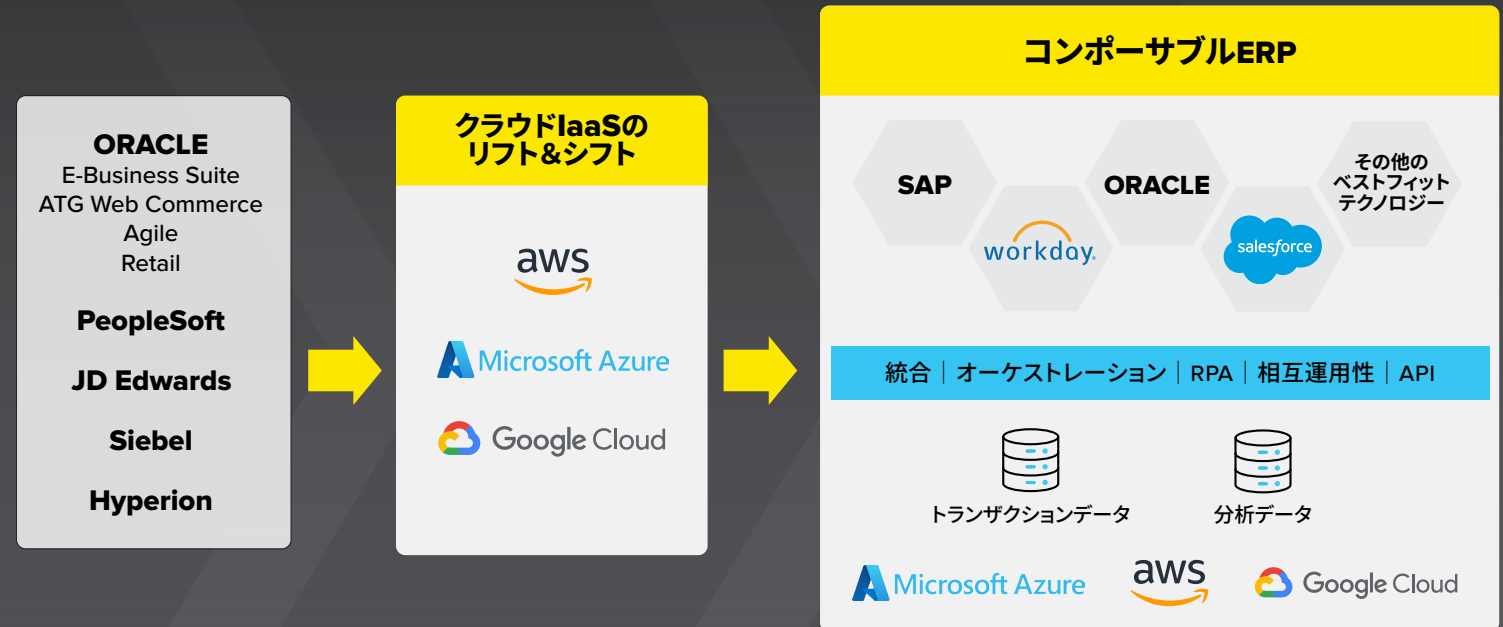 ORACLE
E-Business Suite
ATG Web Commerce
Agile
Retail
PeopleSoft
JD Edwards
Siebel
Hyperion
クラウドIaaSの
リフト&シフト
aws
Microsoft Azure
Google Cloud
コンポーサブルERP
SAP
workday.
ORACLE
salesforce
その他の
ベストフィット
テクノロジー
統合｜オーケストレーション｜RPA｜相互運用性｜API
トランザクションデータ
分析データ
Microsoft Azure
aws
Google Cloud